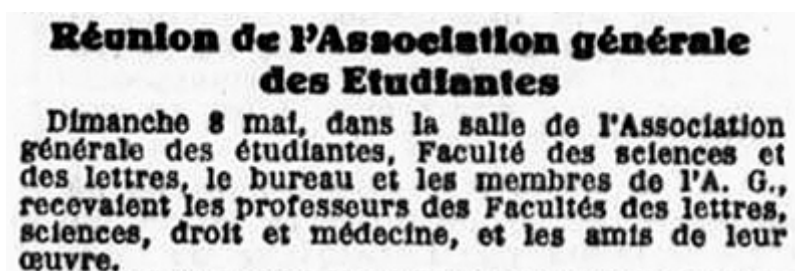 Réunion de l'Association générale
des Etudiantes
Dimanche 8 mai, dans la salle de l'Association
générale des étudiantes, Faculté des sciences et
des lettres, le bureau et les membres de l'A. G.,
recevaient les professeurs des Facultés des lettres,
sciences, droit et médecine, et les amis de leur
œuvre.